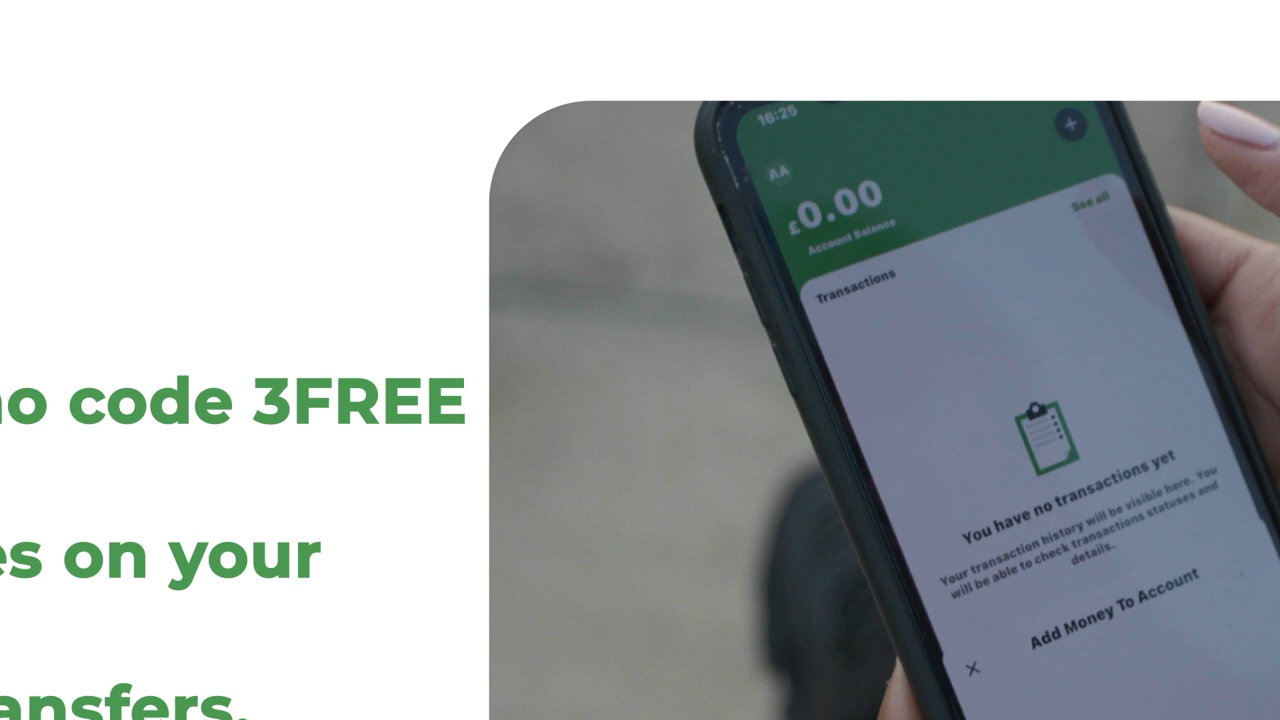 no code 3FREE
es on your
ansfers.
16:25
AA
£0.00
Account Balance
See all
Transactions
You have no transactions yet
Your transaction history will be visible here. You
will be able to check transactions statuses and
details.
Add Money To Account